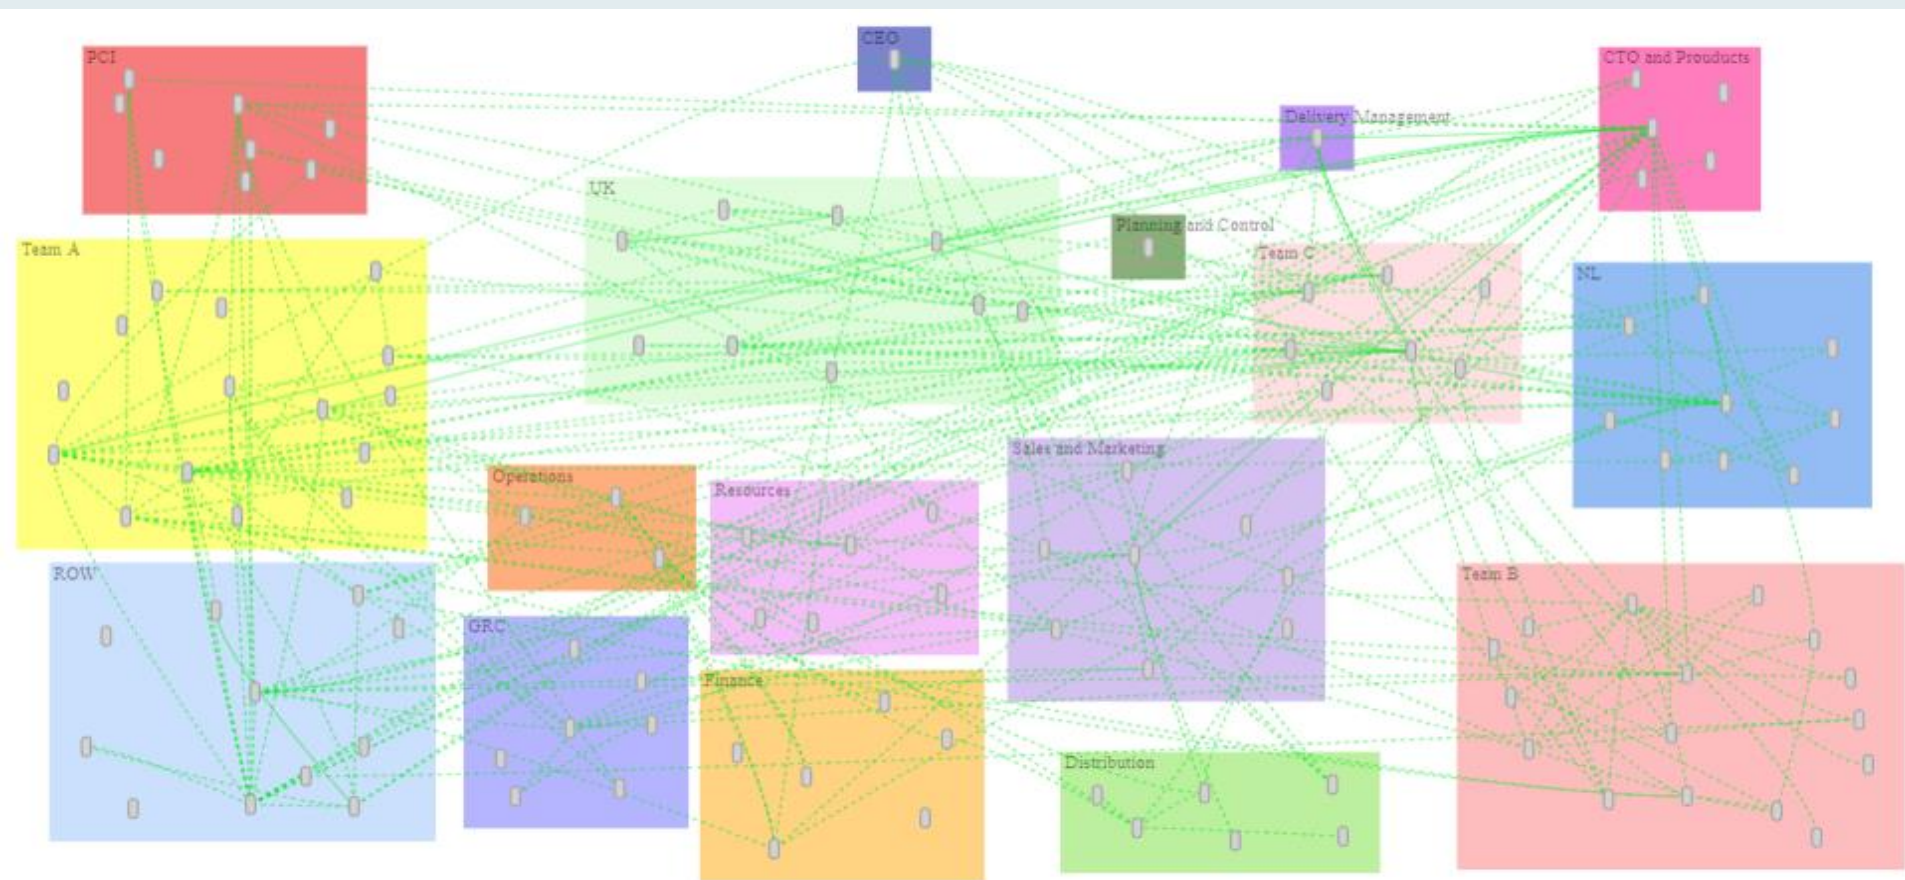 CEO
PCI
CTO and Prouducts
Delivery Management
UK
Planning and Control
Team A
Team C
NL
Sales and Marketing
Operations
Resources
ROW
Team B
GRC
Finance
Distribution